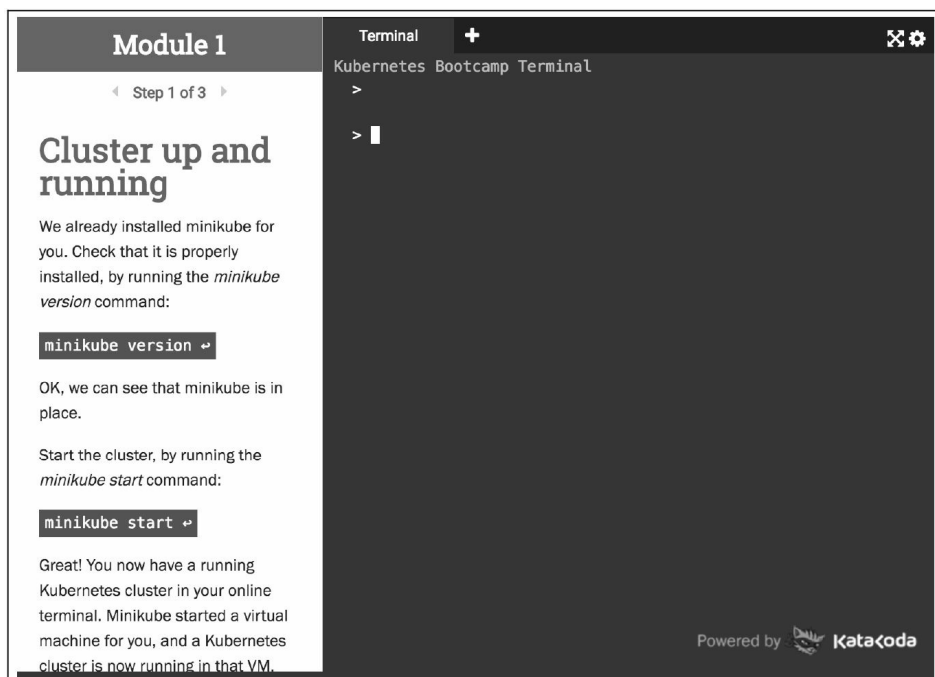 Module 1
Step 1 of 3
Cluster up and
running
We already installed minikube for
you. Check that it is properly
installed, by running the minikube
version command:
minikube version ↩
OK, we can see that minikube is in
place.
Start the cluster, by running the
minikube start command:
minikube start ↩
Great! You now have a running
Kubernetes cluster in your online
terminal. Minikube started a virtual
machine for you, and a Kubernetes
cluster is now running in that VM.
Terminal +
Kubernetes Bootcamp Terminal
>
>
Powered by Katacoda